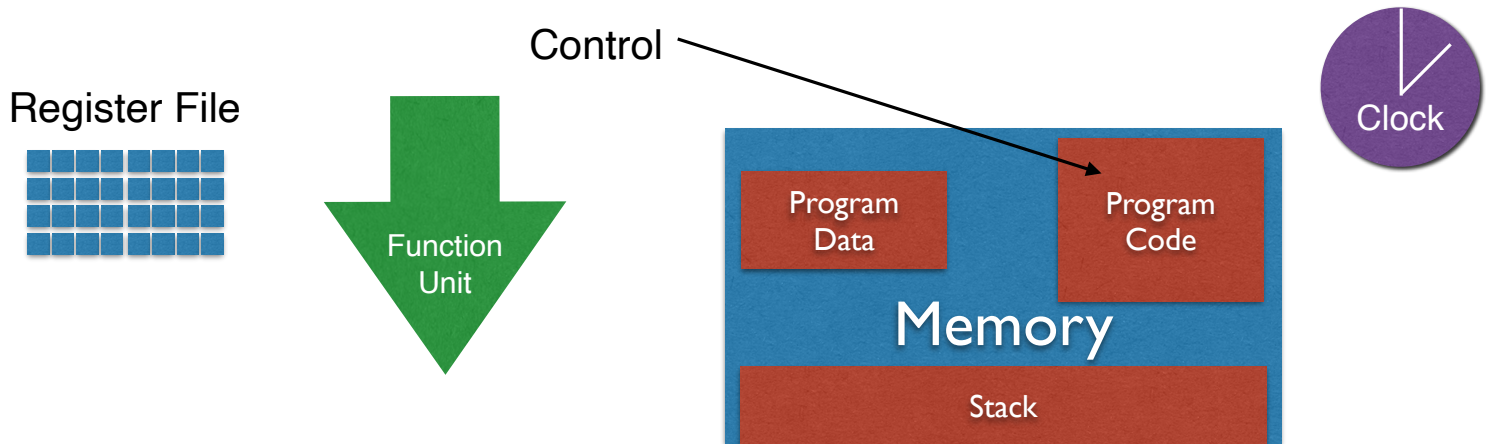 Control
Register File
Clock
Program
Data
Program
Code
Function
Unit
Memory
Stack